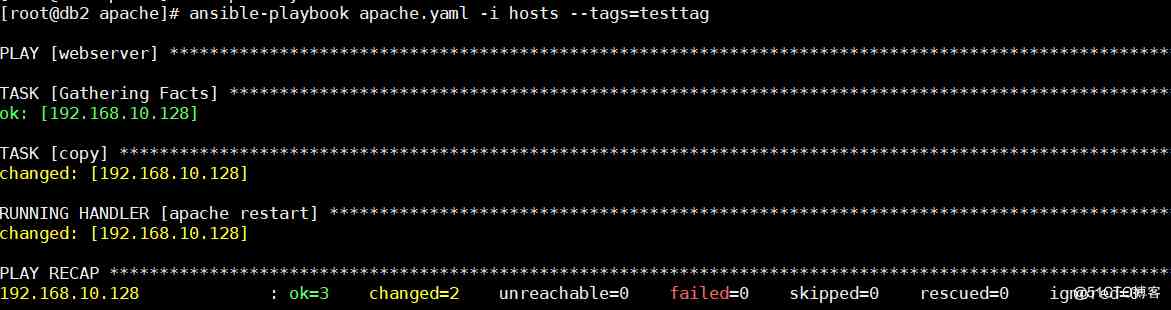 [root@db2 apache]# ansible-playbook apache.yaml -i hosts --tags=testtag
PLAY [webserver] ****************************************************************************************************
TASK [Gathering Facts] **********************************************************************************************
ok: [192.168.10.128]
TASK [copy] *********************************************************************************************************
changed: [192.168.10.128]
RUNNING HANDLER [apache restart] ************************************************************************************
changed: [192.168.10.128]
PLAY RECAP **********************************************************************************************************
192.168.10.128 : ok=3 changed=2 unreachable=0 failed=0 skipped=0 rescued=0 ignored=0
@51CTO博客